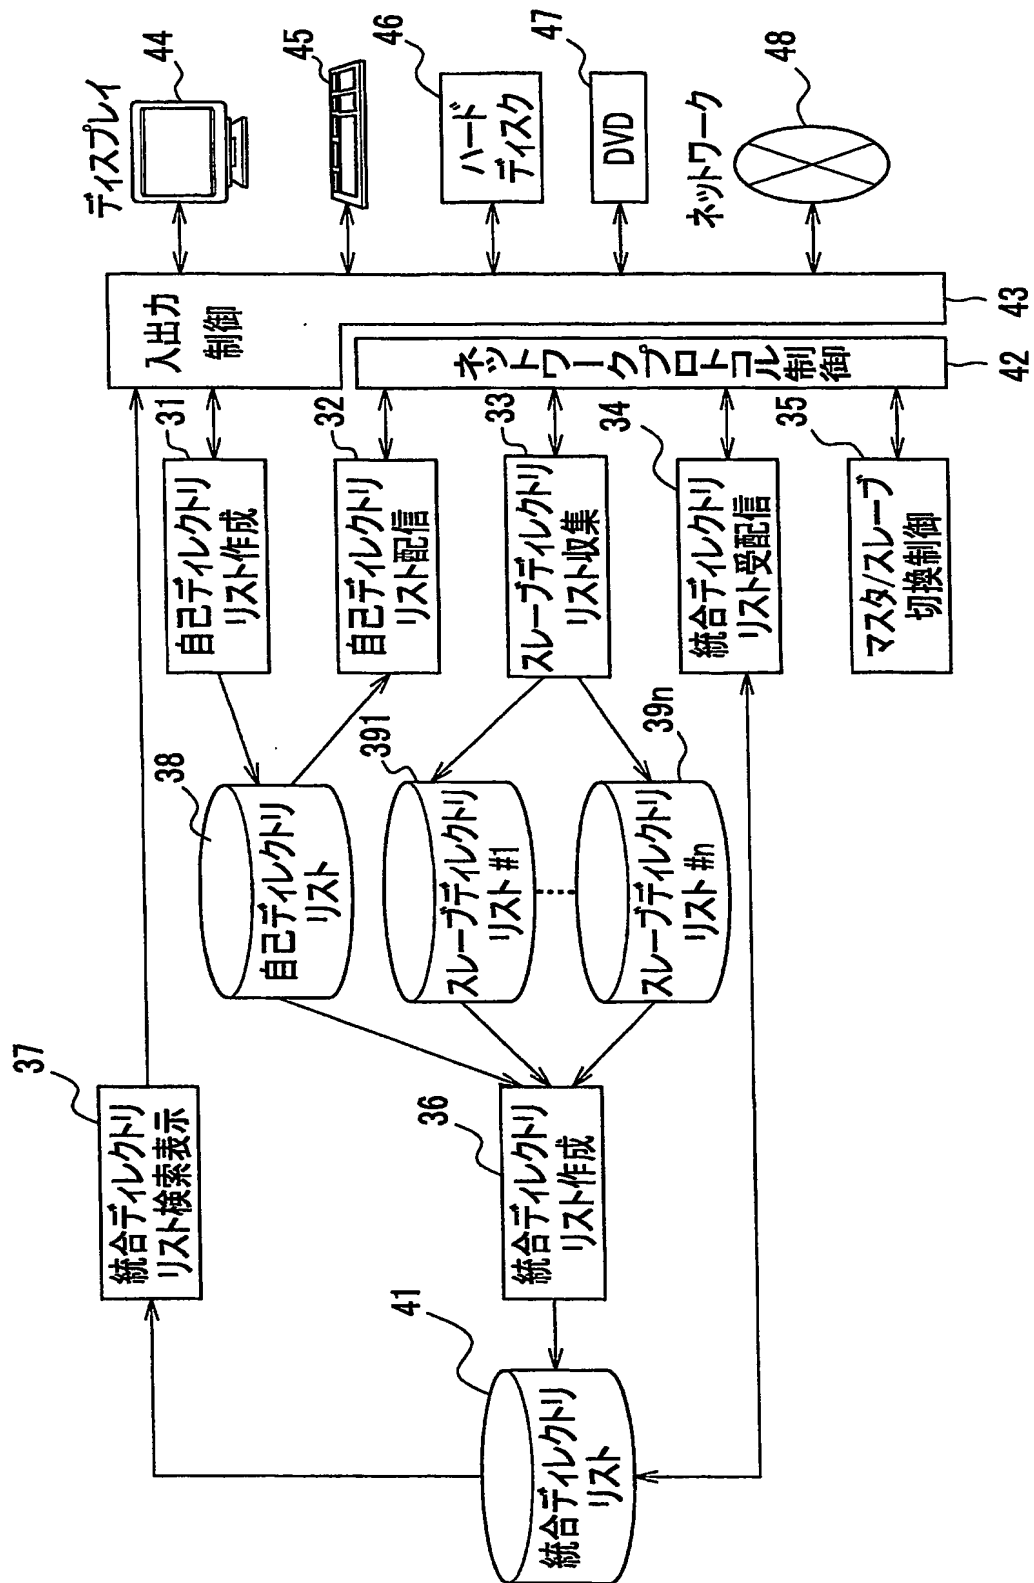 ディスプレイ
44
45
46
ハード
ディスク
47
DVD
ネットワーク
48
入出力
制御
43
ネットワークプロトコル制御
42
31
自己ディレクトリ
リスト作成
32
自己ディレクトリ
リスト配信
33
スレーブディレクトリ
リスト収集
34
統合ディレクトリ
リスト受配信
35
マスタ/スレーブ
切換制御
38
自己ディレクトリ
リスト
391
スレーブディレクトリ
リスト#1
39n
スレーブディレクトリ
リスト#n
37
統合ディレクトリ
リスト検索表示
36
統合ディレクトリ
リスト作成
41
統合ディレクトリ
リスト